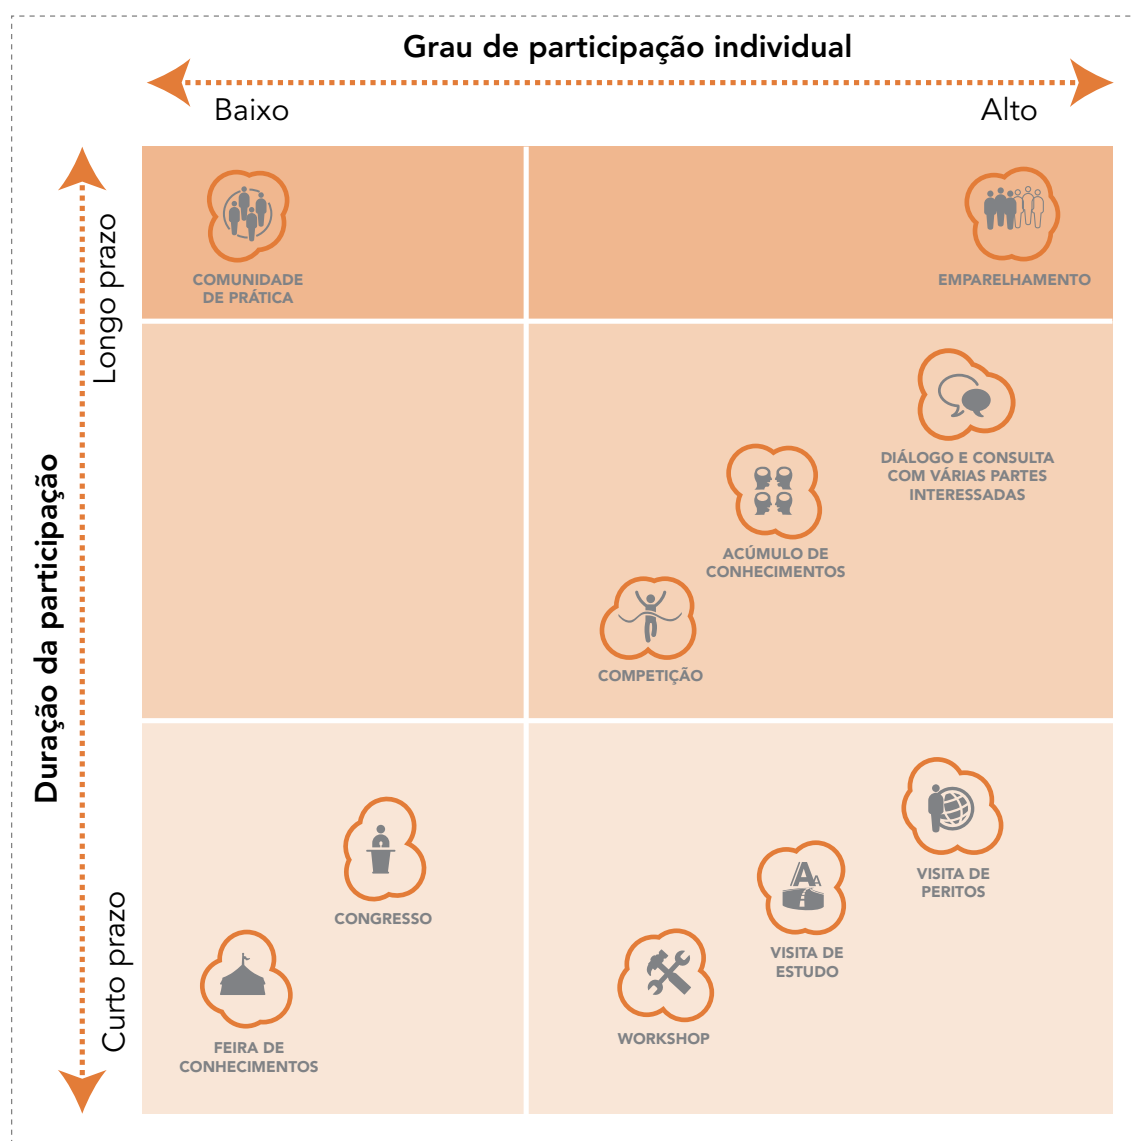 Grau de participação individual
Baixo
Alto
Duração da participação
Longo prazo
Curto prazo
COMUNIDADE
DE PRÁTICA
EMPARELHAMENTO
DIÁLOGO E CONSULTA
COM VÁRIAS PARTES
INTERESSADAS
ACÚMULO DE
CONHECIMENTOS
COMPETIÇÃO
VISITA DE
PERITOS
CONGRESSO
VISITA DE
ESTUDO
WORKSHOP
FEIRA DE
CONHECIMENTOS